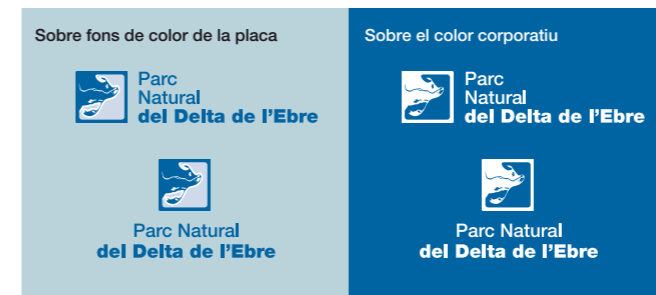 Sobre fons de color de la placa
Parc
Natural
del Delta de l'Ebre
Parc Natural
del Delta de l'Ebre
Sobre el color corporatiu
Parc
Natural
del Delta de l'Ebre
Parc Natural
del Delta de l'Ebre